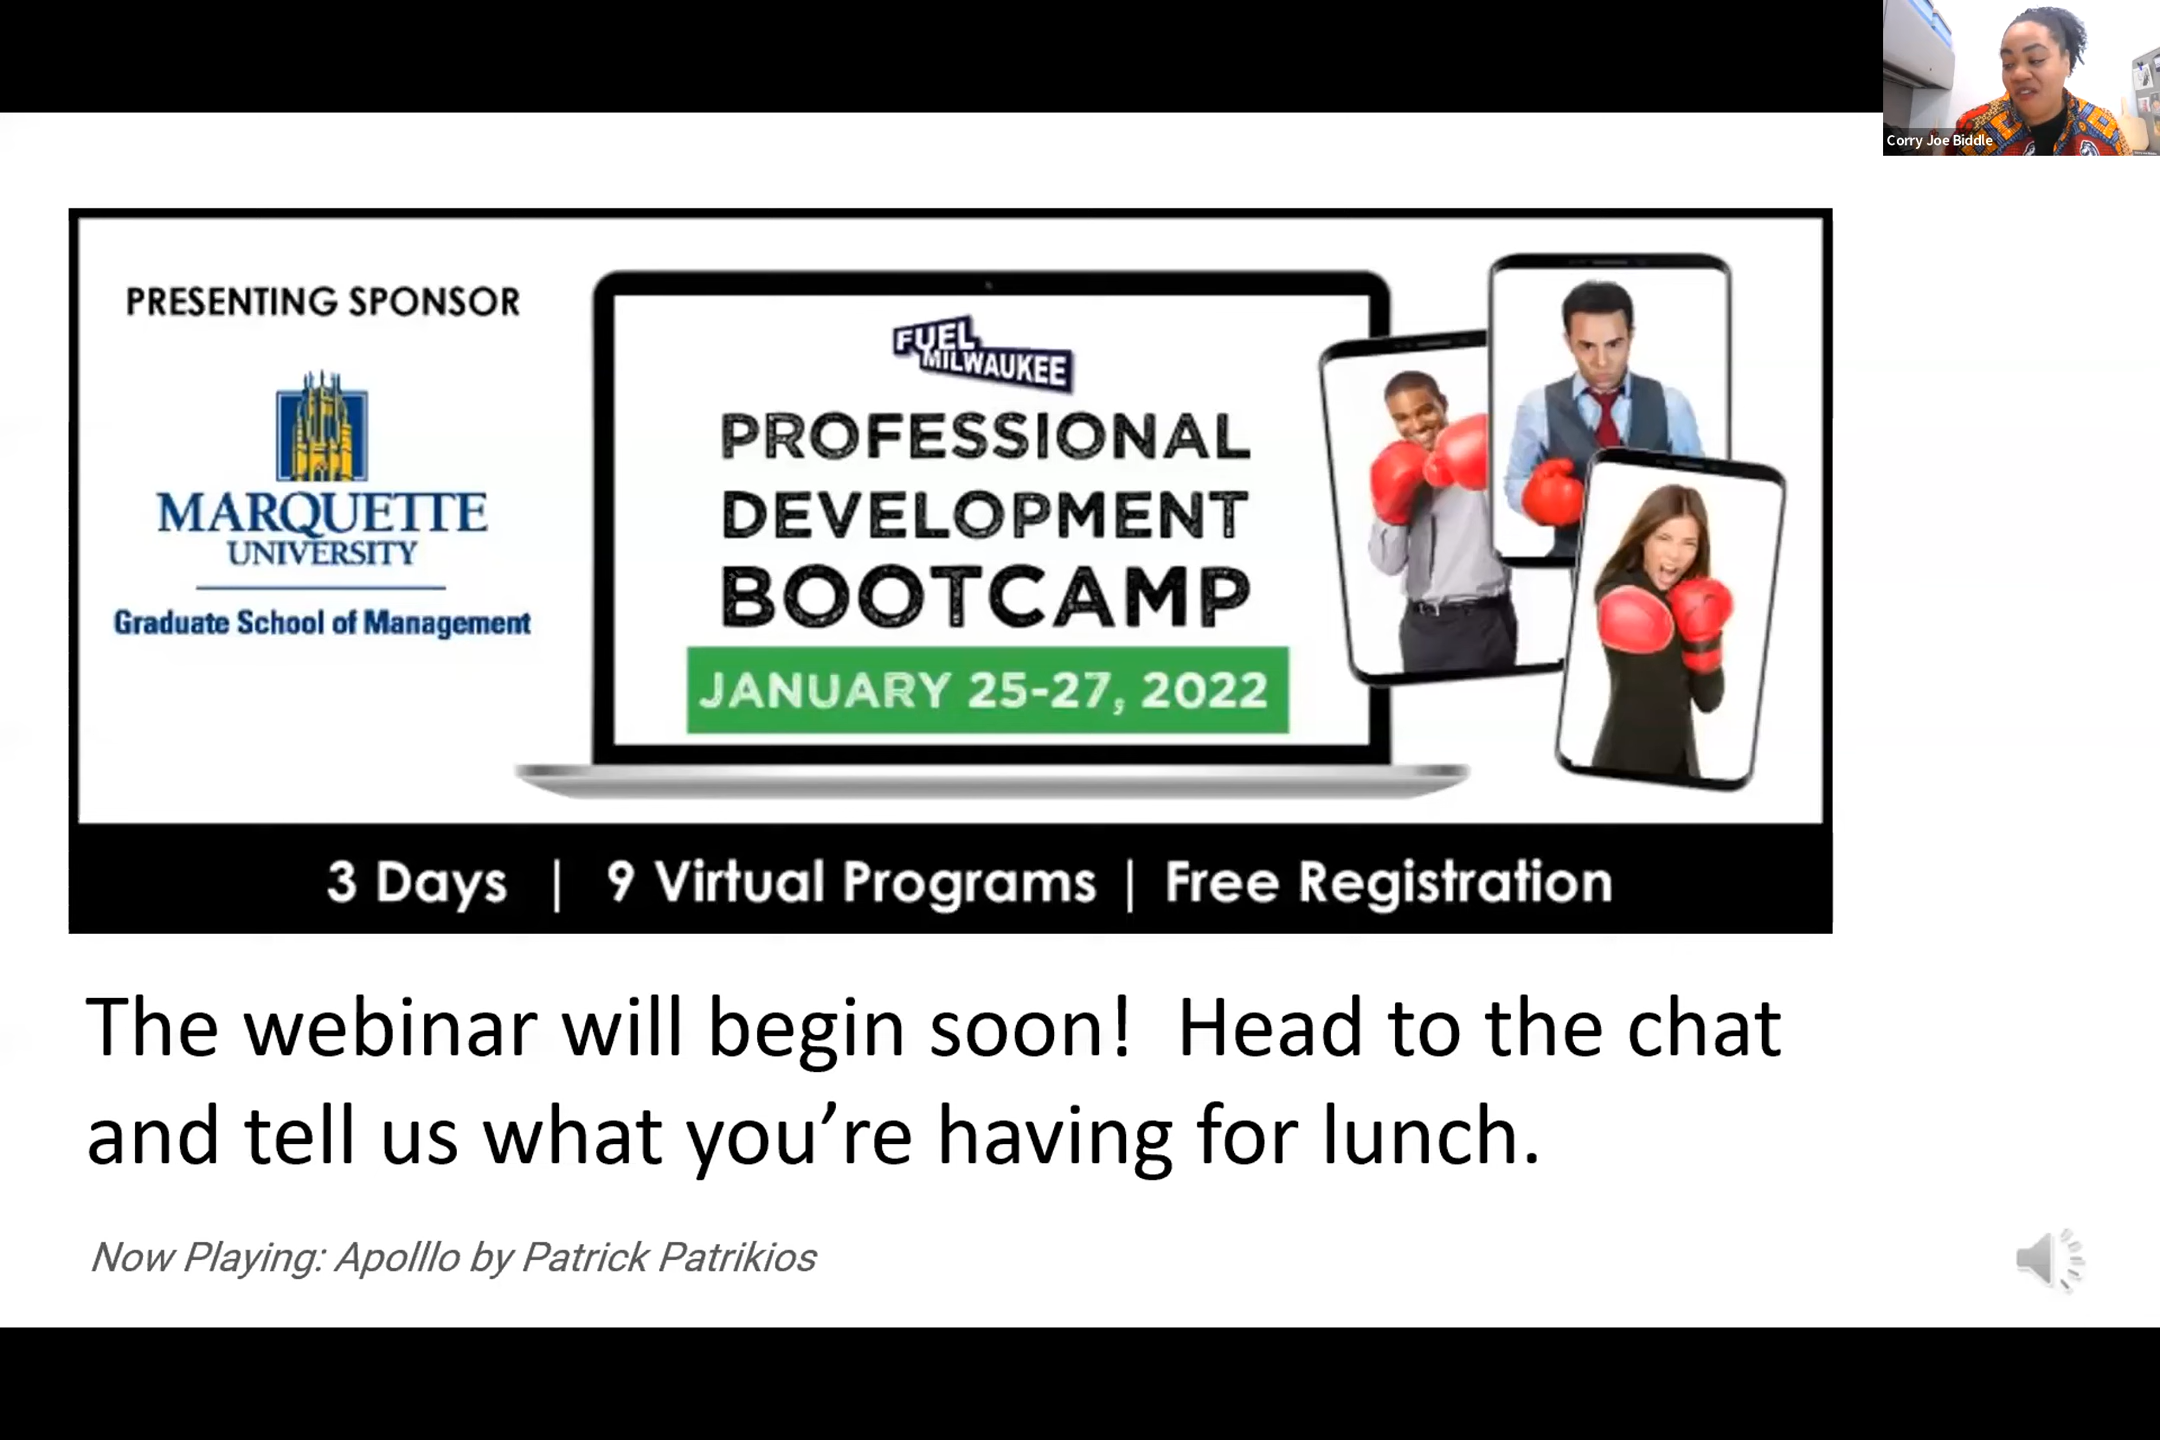 Corry Joe Biddle
PRESENTING SPONSOR
MARQUETTE
UNIVERSITY
Graduate School of Management
FUEL
MILWAUKEE
PROFESSIONAL
DEVELOPMENT
BOOTCAMP
JANUARY 25-27, 2022
3 Days | 9 Virtual Programs | Free Registration
The webinar will begin soon! Head to the chat
and tell us what you’re having for lunch.
Now Playing: Apolllo by Patrick Patrikios